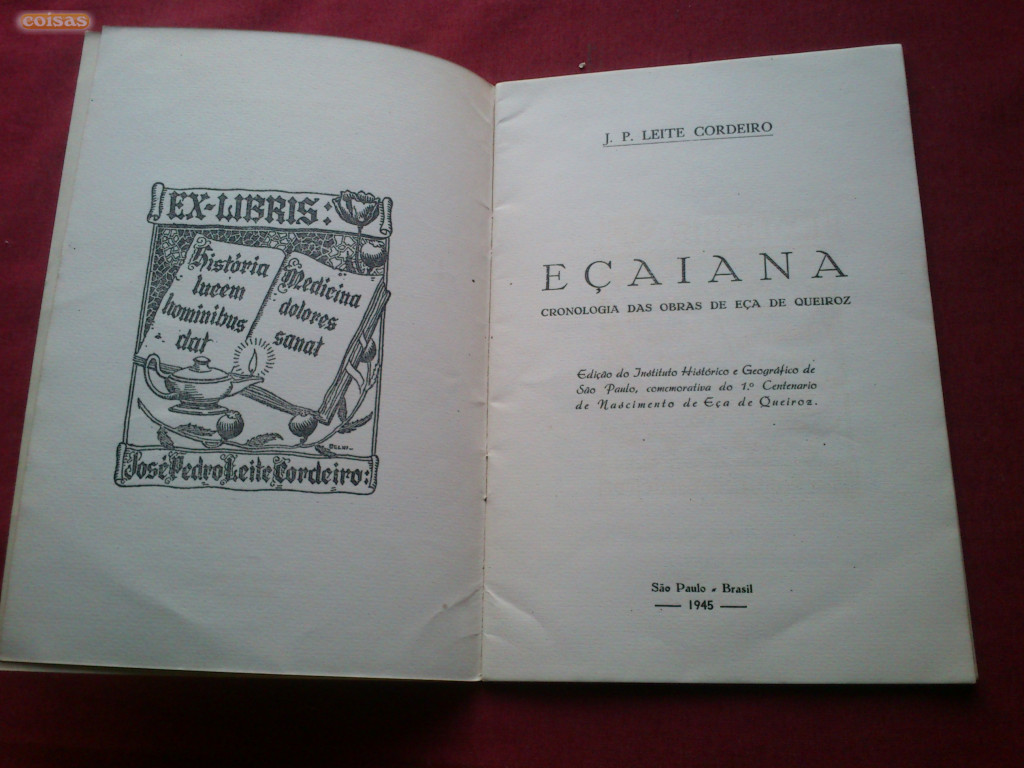 coisas
EX-LIBRIS:
História
lucem
hominibus
dat
Medicina
dolores
sanat
José Pedro Leite Cordeiro:
J. P. LEITE CORDEIRO
EÇAIANA
CRONOLOGIA DAS OBRAS DE EÇA DE QUEIROZ
Edição do Instituto Histórico e Geográfico de
São Paulo, comemorativa do 1.º Centenario
de Nascimento de Eça de Queiroz.
São Paulo - Brasil
1945